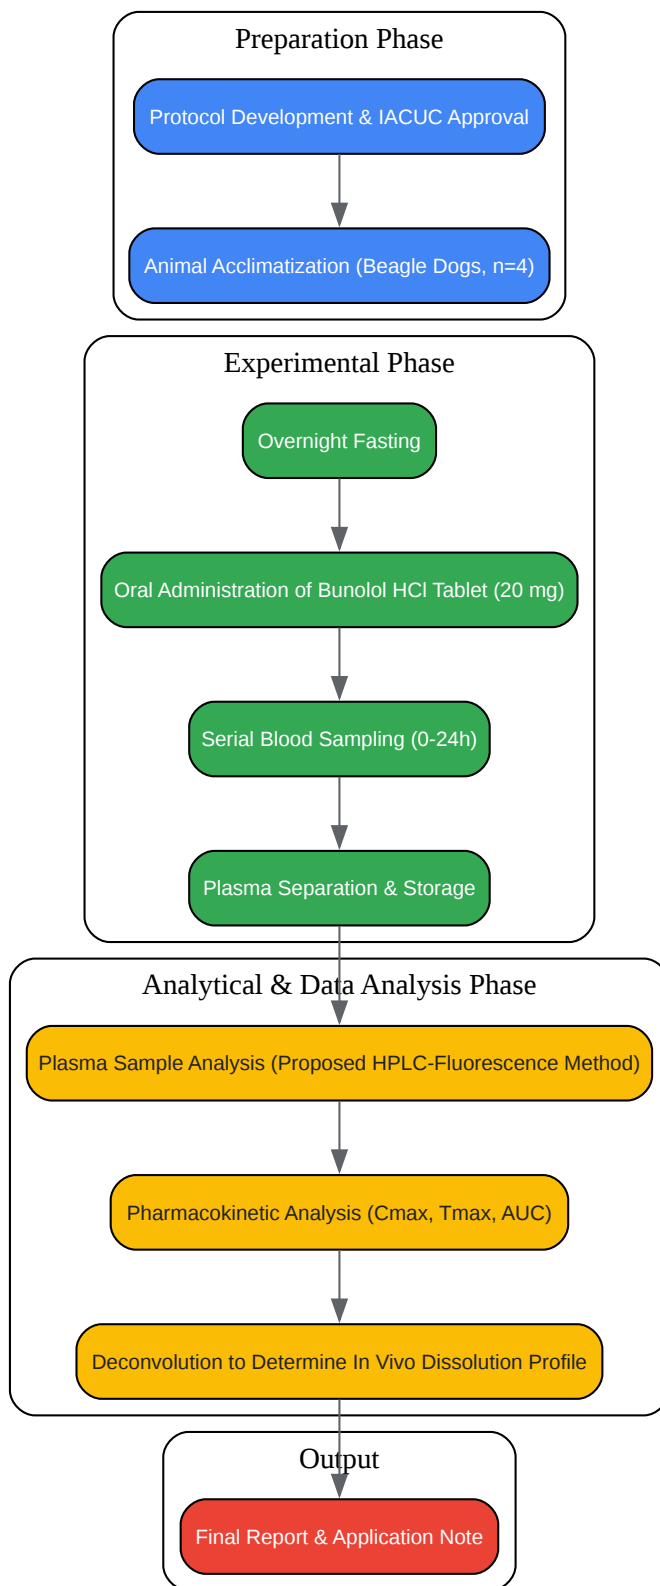 Preparation Phase
Protocol Development & IACUC Approval
Animal Acclimatization (Beagle Dogs, n=4)
Experimental Phase
Overnight Fasting
Oral Administration of Bunolol HCl Tablet (20 mg)
Serial Blood Sampling (0-24h)
Plasma Separation & Storage
Analytical & Data Analysis Phase
Plasma Sample Analysis (Proposed HPLC-Fluorescence Method)
Pharmacokinetic Analysis (Cmax, Tmax, AUC)
Deconvolution to Determine In Vivo Dissolution Profile
Output
Final Report & Application Note